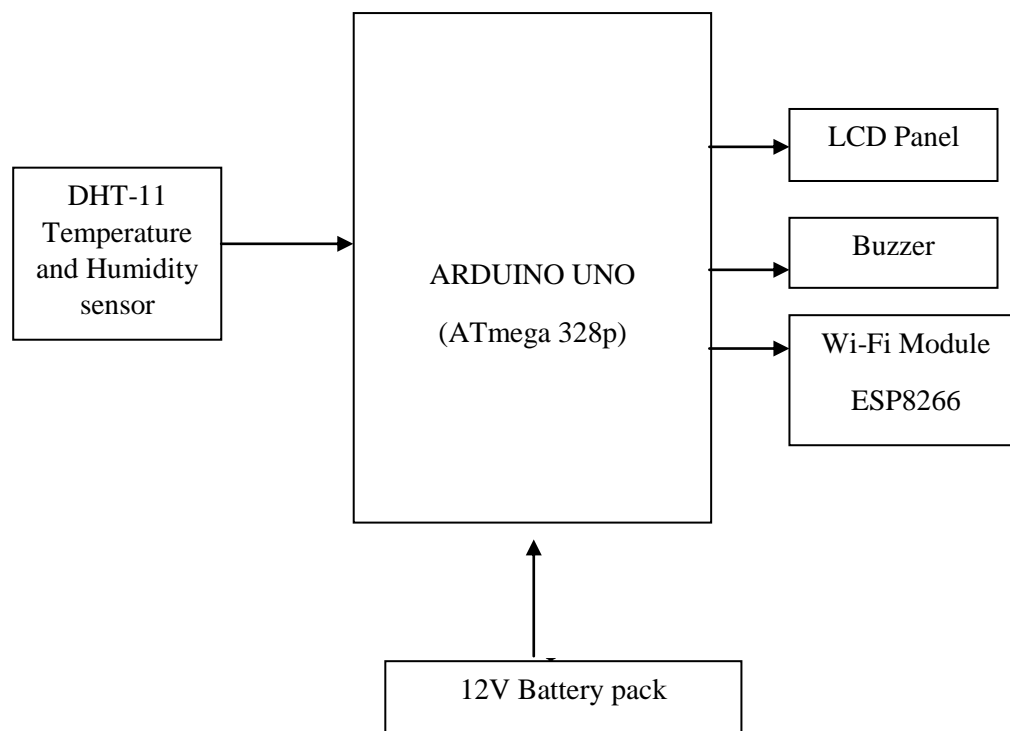 DHT-11
Temperature
and Humidity
sensor
ARDUINO UNO
(ATmega 328p)
LCD Panel
Buzzer
Wi-Fi Module
ESP8266
12V Battery pack